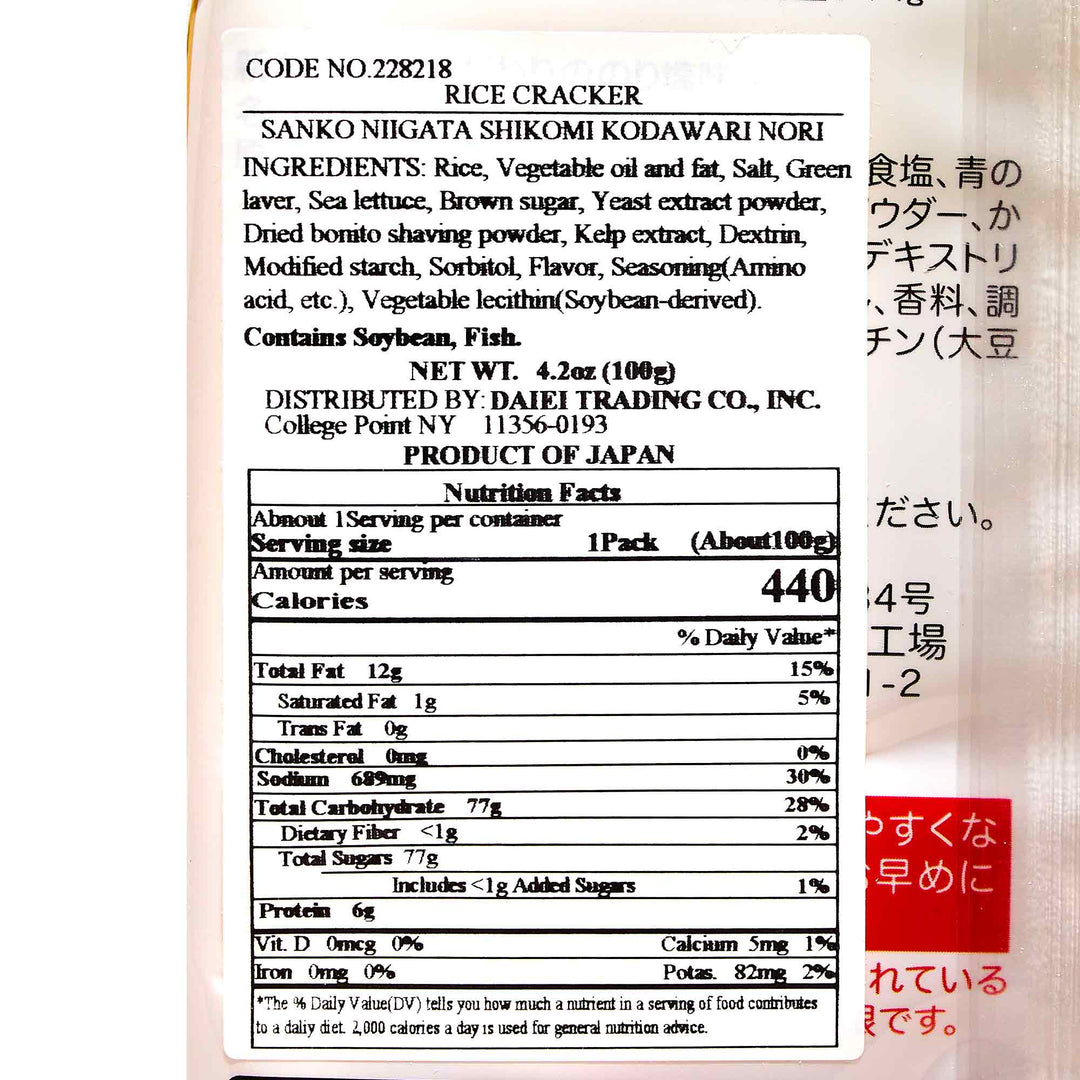 CODE NO.228218
RICE CRACKER
SANKO NIIGATA SHIKOMI KODAWARI NORI
INGREDIENTS: Rice, Vegetable oil and fat, Salt, Green
laver, Sea lettuce, Brown sugar, Yeast extract powder,
Dried bonito shaving powder, Kelp extract, Dextrin,
Modified starch, Sorbitol, Flavor, Seasoning(Amino
acid, etc.), Vegetable lecithin(Soybean-derived).
Contains Soybean, Fish.
NET WT. 4.2oz (100g)
DISTRIBUTED BY: DAIEI TRADING CO., INC.
College Point NY 11356-0193
PRODUCT OF JAPAN
Nutrition Facts
Abnout 1Serving per container
Serving size 1Pack (About100g)
Amount per serving
Calories 440
% Daily Value*
Total Fat 12g 15%
Saturated Fat 1g 5%
Trans Fat 0g
Cholesterol 0mg 0%
Sodium 689mg 30%
Total Carbohydrate 77g 28%
Dietary Fiber <1g 2%
Total Sugars 77g
Includes <1g Added Sugars 1%
Protein 6g
Vit. D 0mcg 0% Calcium 5mg 1%
Iron 0mg 0% Potas. 82mg 2%
*The % Daily Value(DV) tells you how much a nutrient in a serving of food contributes
to a daliy diet. 2,000 calories a day is used for general nutrition advice.
食塩、青の
ウダー、か
デキストリ
、香料、調
チン(大豆
ださい。
34号
工場
1-2
やすくな
早めに
れている
限です。